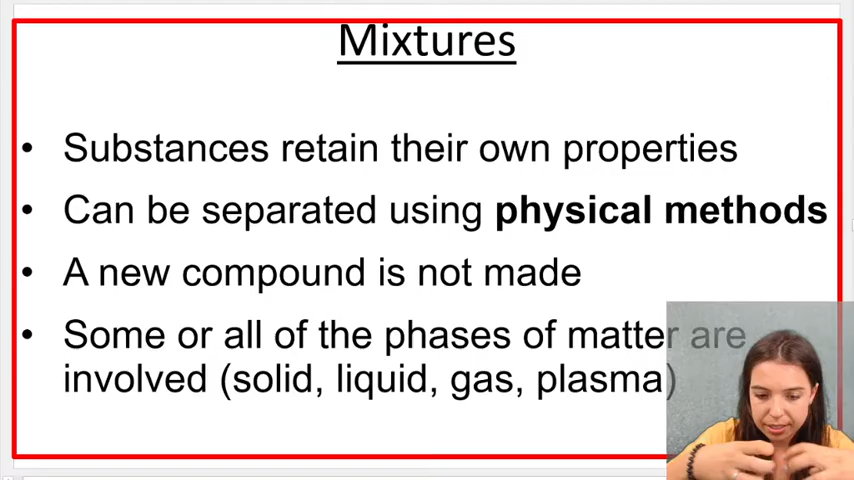 Mixtures
• Substances retain their own properties
• Can be separated using physical methods
• A new compound is not made
• Some or all of the phases of matter are
involved (solid, liquid, gas, plasma)